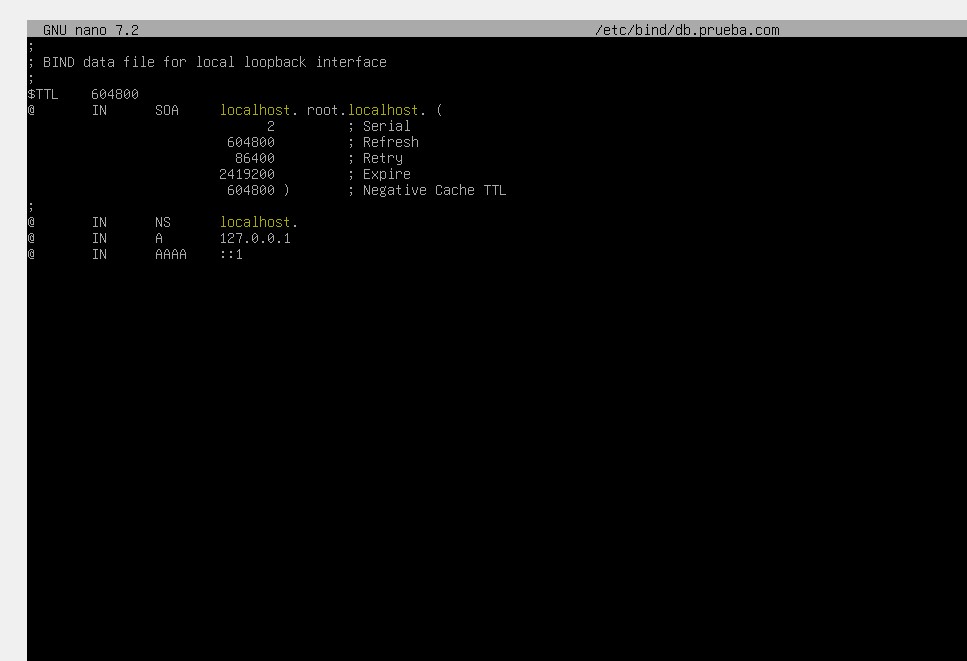 GNU nano 7.2 /etc/bind/db.prueba.com
;
; BIND data file for local loopback interface
;
$TTL 604800
@ IN SOA localhost. root.localhost. (
2 ; Serial
604800 ; Refresh
86400 ; Retry
2419200 ; Expire
604800 ) ; Negative Cache TTL
;
@ IN NS localhost.
@ IN A 127.0.0.1
@ IN AAAA ::1